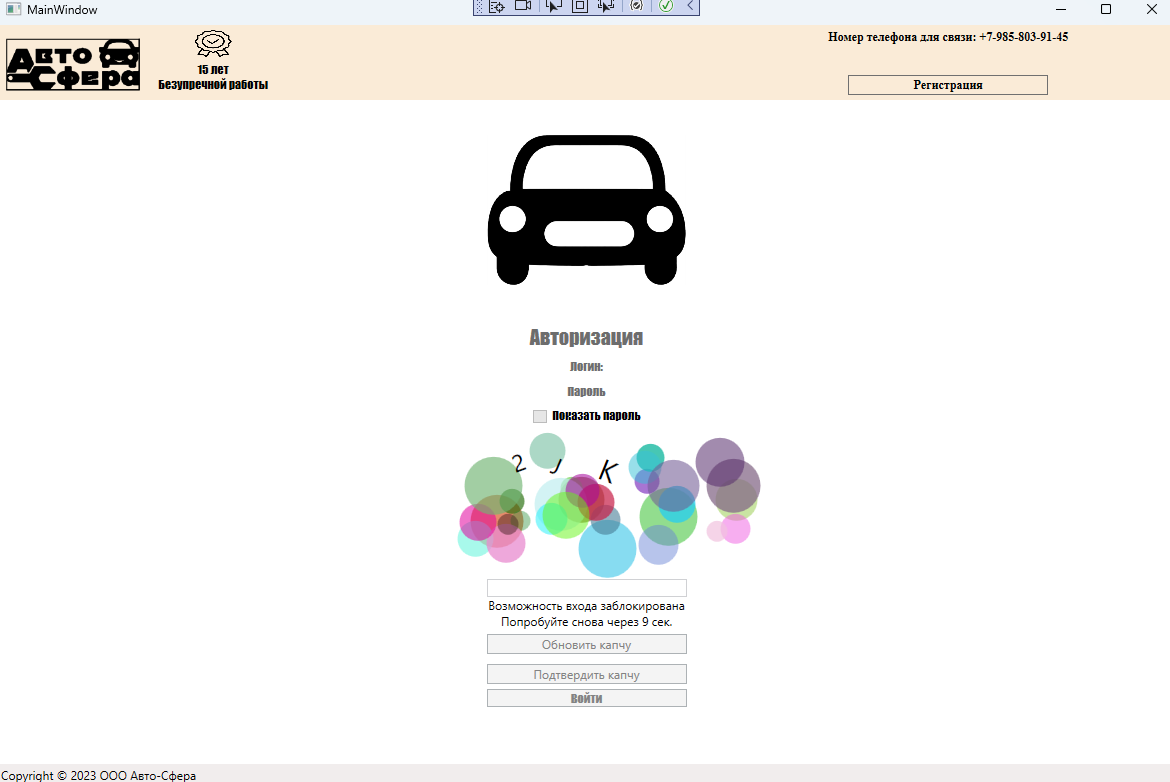 MainWindow
Авто
Сфера
15 лет
Безупречной работы
Номер телефона для связи: +7-985-803-91-45
Регистрация
Авторизация
Логин:
Пароль
Показать пароль
2 J K
Возможность входа заблокирована
Попробуйте снова через 9 сек.
Обновить капчу
Подтвердить капчу
Войти
Copyright © 2023 ООО Авто-Сфера